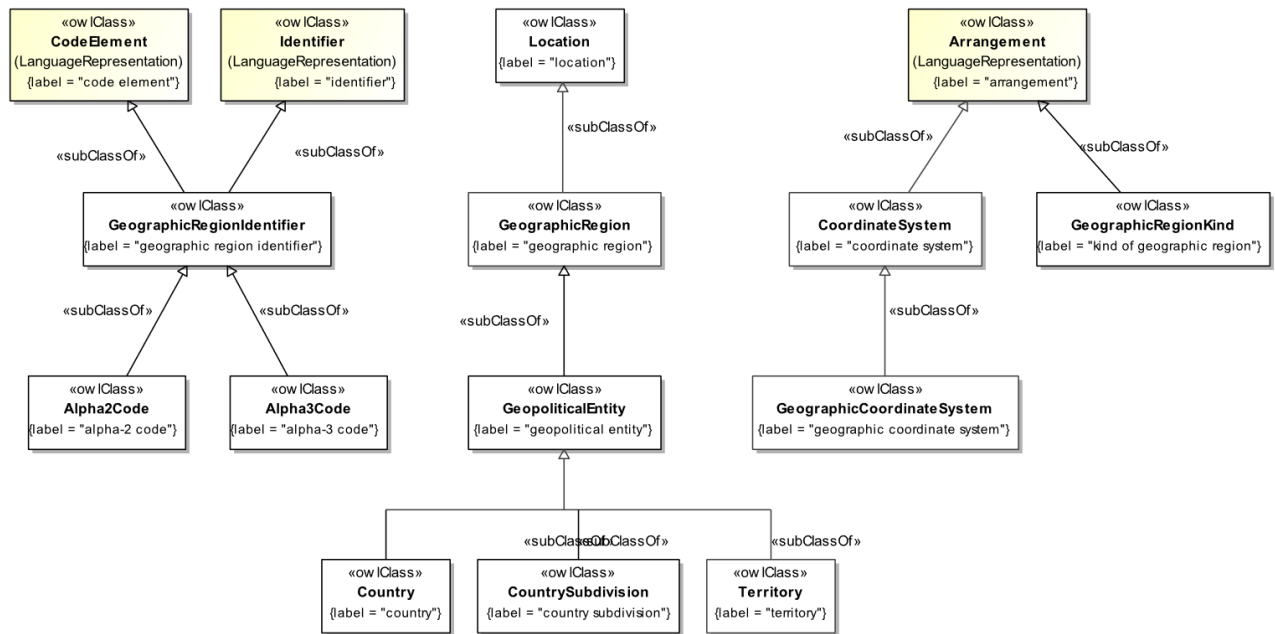 «owlClass»
CodeElement
(LanguageRepresentation)
{label = "code element"}
«owlClass»
Identifier
(LanguageRepresentation)
{label = "identifier"}
«owlClass»
Location
{label = "location"}
«owlClass»
Arrangement
(LanguageRepresentation)
{label = "arrangement"}
«subClassOf»
«subClassOf»
«subClassOf»
«subClassOf»
«subClassOf»
«owlClass»
GeographicRegionIdentifier
{label = "geographic region identifier"}
«owlClass»
GeographicRegion
{label = "geographic region"}
«owlClass»
CoordinateSystem
{label = "coordinate system"}
«owlClass»
GeographicRegionKind
{label = "kind of geographic region"}
«subClassOf»
«subClassOf»
«subClassOf»
«subClassOf»
«owlClass»
Alpha2Code
{label = "alpha-2 code"}
«owlClass»
Alpha3Code
{label = "alpha-3 code"}
«owlClass»
GeopoliticalEntity
{label = "geopolitical entity"}
«owlClass»
GeographicCoordinateSystem
{label = "geographic coordinate system"}
«subClassOf»
«subClassOf»
«subClassOf»
«owlClass»
Country
{label = "country"}
«owlClass»
CountrySubdivision
{label = "country subdivision"}
«owlClass»
Territory
{label = "territory"}